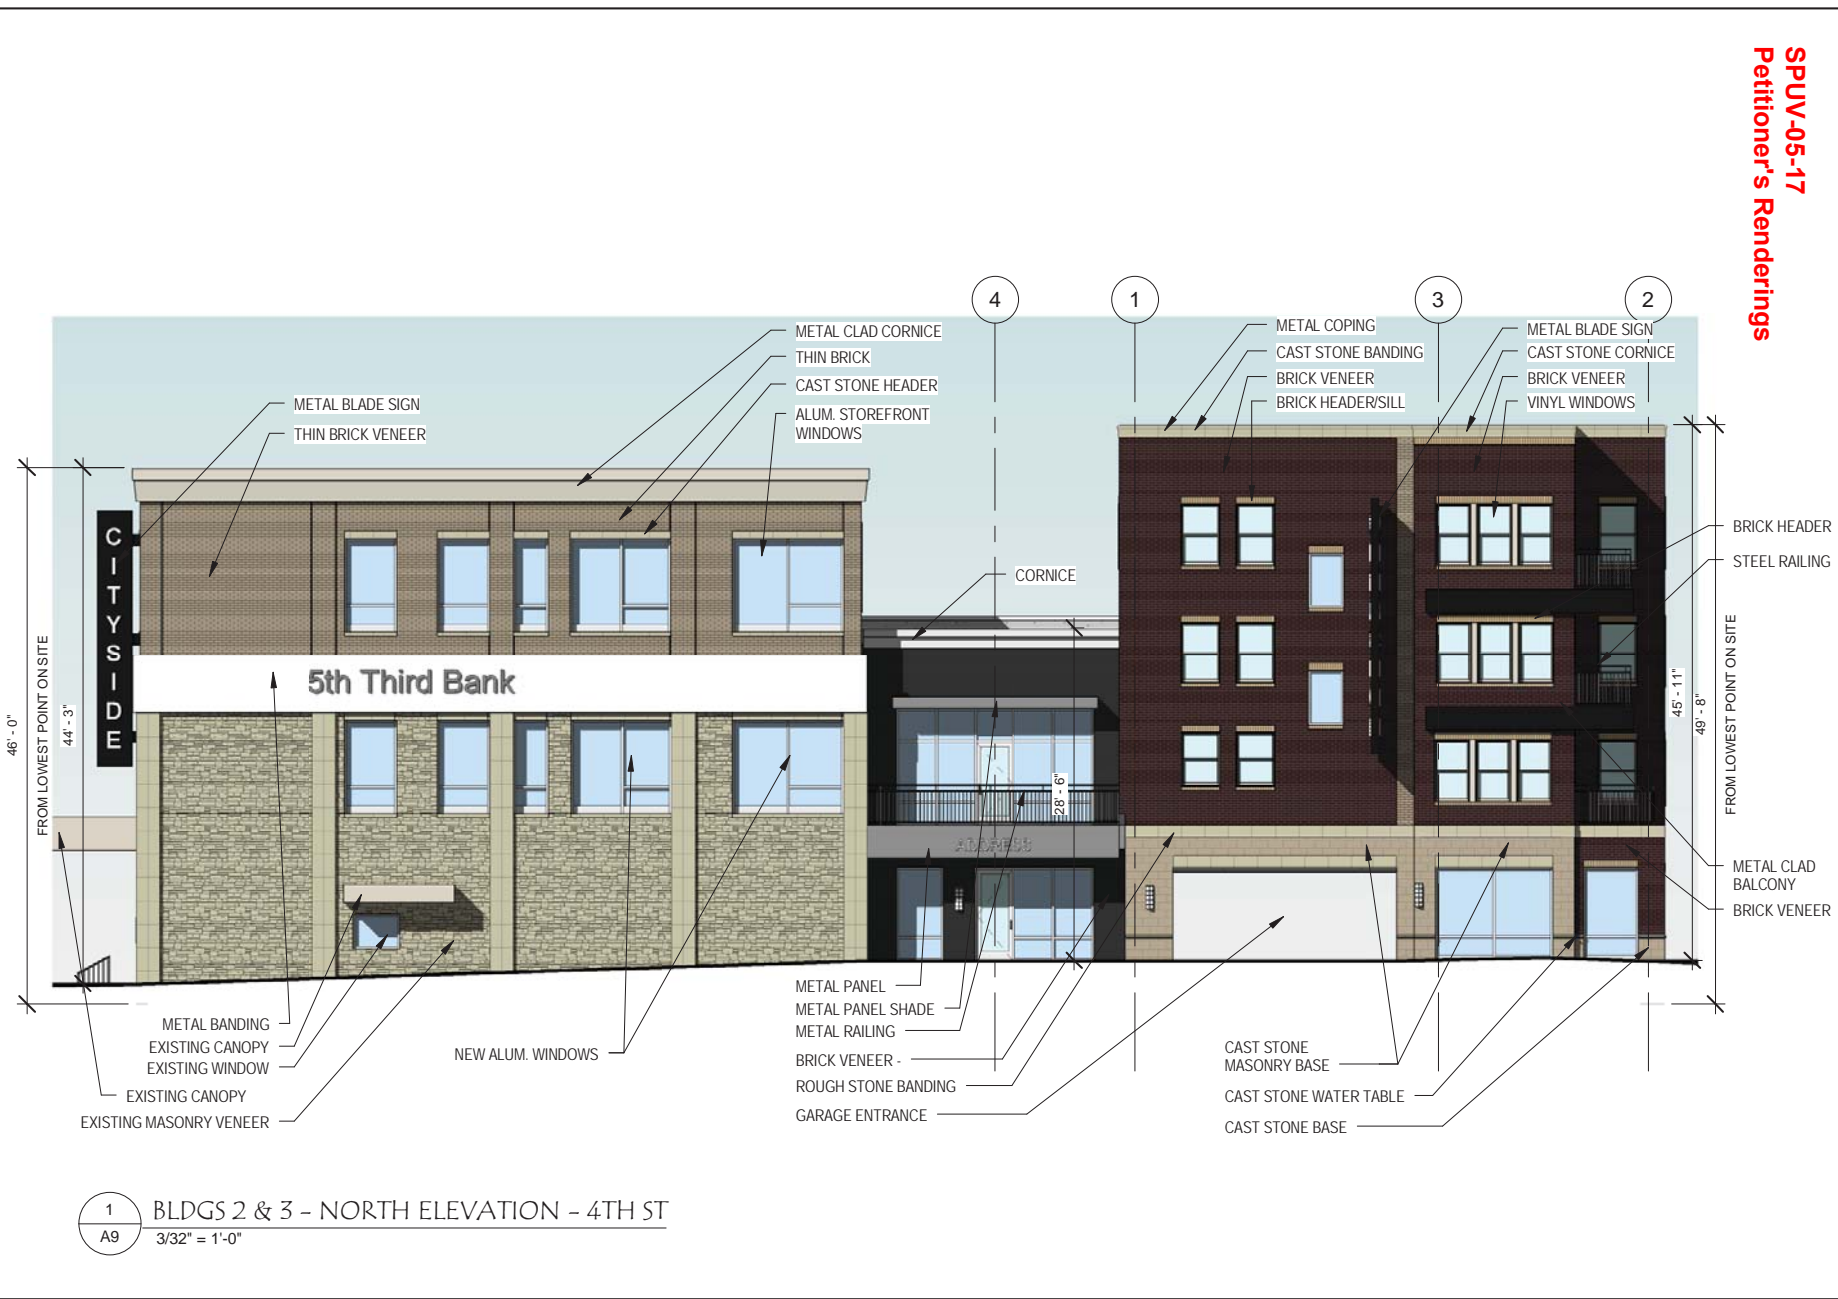 SPUV-05-17
Petitioner's Renderings
4
1
3
2
METAL CLAD CORNICE
THIN BRICK
CAST STONE HEADER
ALUM. STOREFRONT
WINDOWS
METAL COPING
CAST STONE BANDING
BRICK VENEER
BRICK HEADER/SILL
METAL BLADE SIGN
CAST STONE CORNICE
BRICK VENEER
VINYL WINDOWS
METAL BLADE SIGN
THIN BRICK VENEER
CORNICE
BRICK HEADER
STEEL RAILING
CITYSIDE
5th Third Bank
ADDRESS
46' - 0"
FROM LOWEST POINT ON SITE
44' - 3"
28' - 6"
45' - 11"
49' - 8"
FROM LOWEST POINT ON SITE
METAL CLAD
BALCONY
BRICK VENEER
METAL BANDING
EXISTING CANOPY
EXISTING WINDOW
EXISTING CANOPY
EXISTING MASONRY VENEER
NEW ALUM. WINDOWS
METAL PANEL
METAL PANEL SHADE
METAL RAILING
BRICK VENEER -
ROUGH STONE BANDING
GARAGE ENTRANCE
CAST STONE
MASONRY BASE
CAST STONE WATER TABLE
CAST STONE BASE
1
A9
BLDGS 2 & 3 - NORTH ELEVATION - 4TH ST
3/32" = 1'-0"